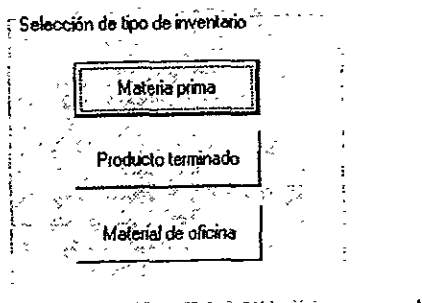 Selección de tipo de inventario
Materia prima
Producto terminado
Material de oficina